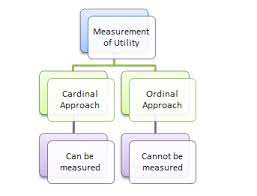 Measurement
of Utility
Cardinal
Approach
Ordinal
Approach
Can be
measured
Cannot be
measured